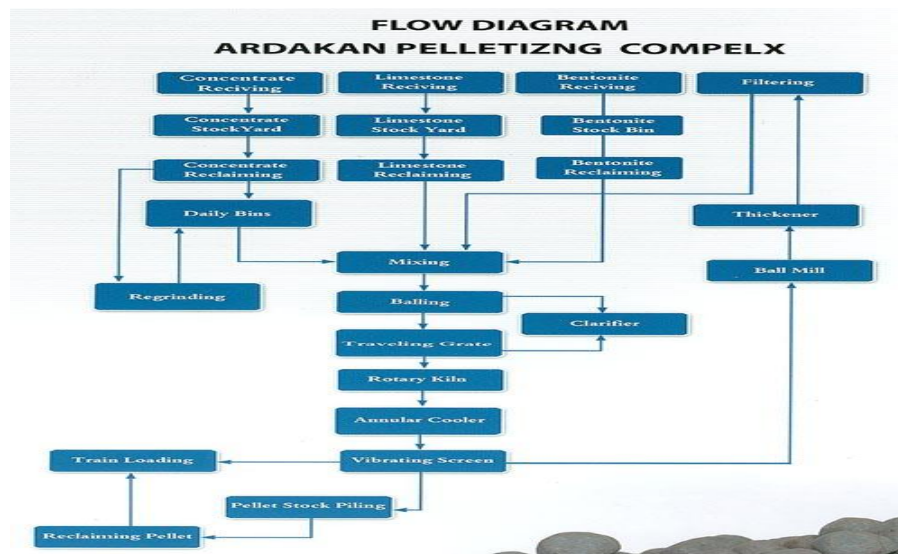 FLOW DIAGRAM
ARDAKAN PELLETIZNG COMPELX
Concentrate
Reciving
Limestone
Reciving
Bentonite
Reciving
Filtering
Concentrate
StockYard
Limestone
Stock Yard
Bentonite
Stock Bin
Concentrate
Reclaiming
Limestone
Reclaiming
Bentonite
Reclaiming
Daily Bins
Thickener
Mixing
Ball Mill
Regrinding
Balling
Clarifier
Traveling Grate
Rotary Kiln
Annular Cooler
Train Loading
Vibrating Screen
Pellet Stock Piling
Reclaiming Pellet